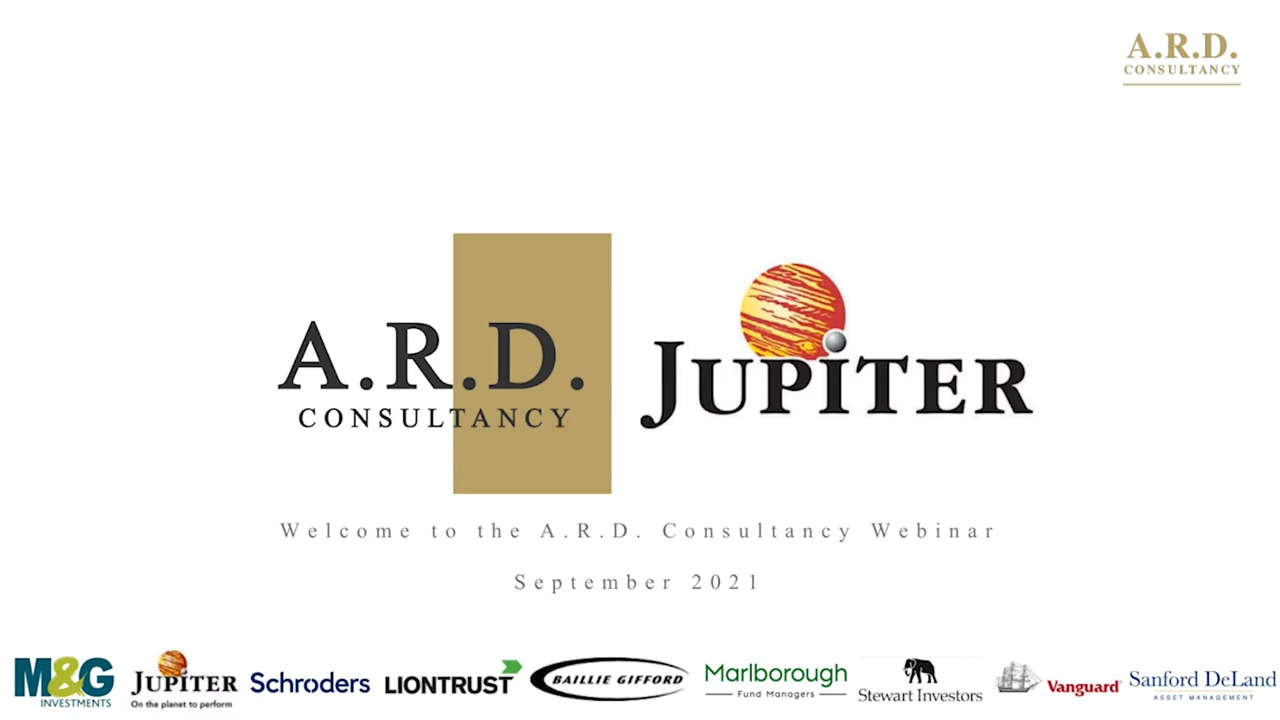 A.R.D.
CONSULTANCY
A.R.D.
CONSULTANCY
JUPITER
Welcome to the A.R.D. Consultancy Webinar
September 2021
M&G
INVESTMENTS
JUPITER
On the planet to perform
Schroders
LIONTRUST
BAILLIE GIFFORD
Marlborough
Fund Managers
Stewart Investors
Vanguard
Sanford DeLand
ASSET MANAGEMENT